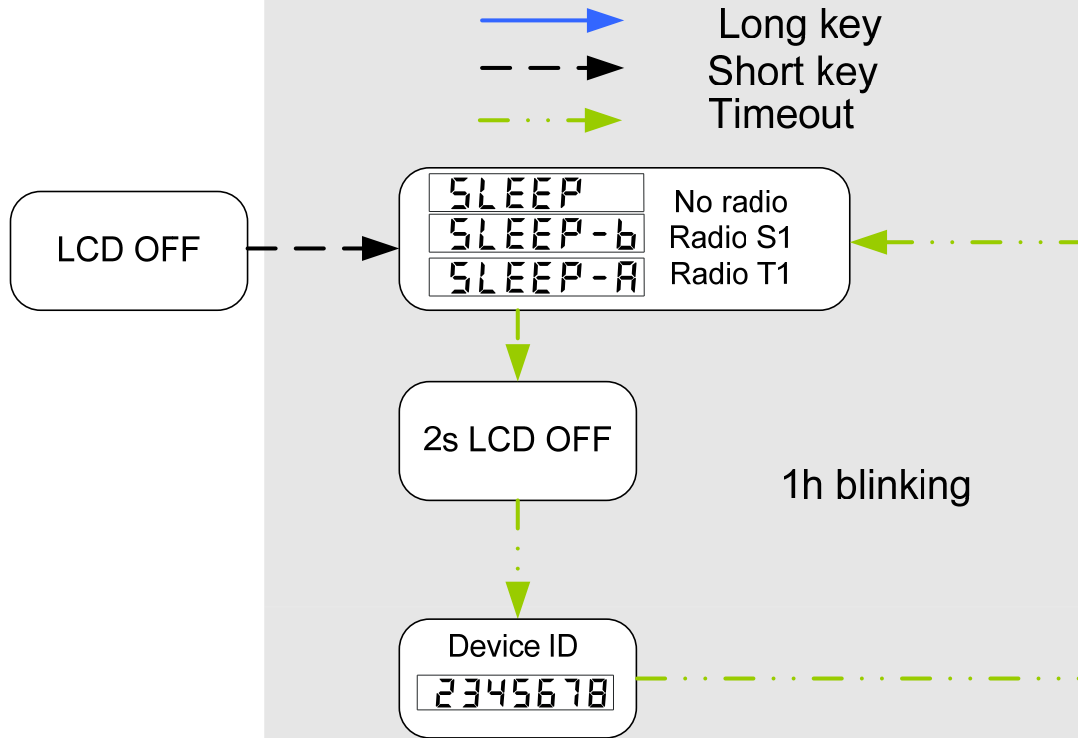 Long key
Short key
Timeout
LCD OFF
SLEEP No radio
SLEEP-b Radio S1
SLEEP-A Radio T1
2s LCD OFF
1h blinking
Device ID
2345678